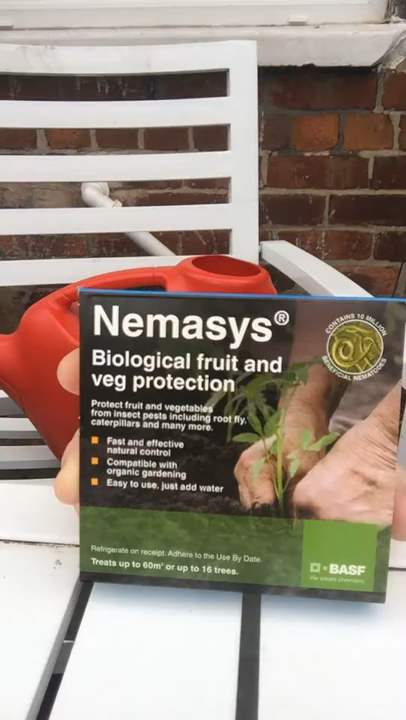 Nemasys®
Biological fruit and
veg protection
Protect fruit and vegetables
from insect pests including root fly,
caterpillars and many more.
Fast and effective
natural control
Compatible with
organic gardening
Easy to use, just add water
CONTAINS 10 MILLION
BENEFICIAL NEMATODES
Refrigerate on receipt. Adhere to the Use By Date.
Treats up to 60m² or up to 16 trees.
BASF
We create chemistry